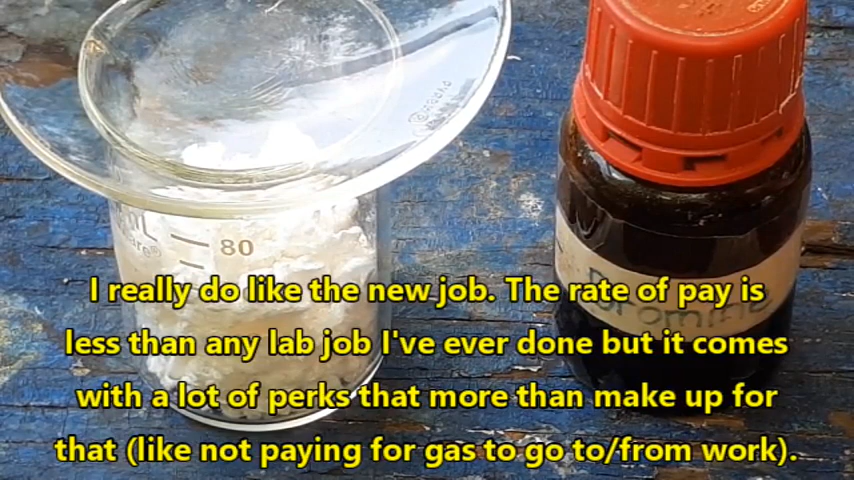 80
Bromine
I really do like the new job. The rate of pay is
less than any lab job I've ever done but it comes
with a lot of perks that more than make up for
that (like not paying for gas to go to/from work).